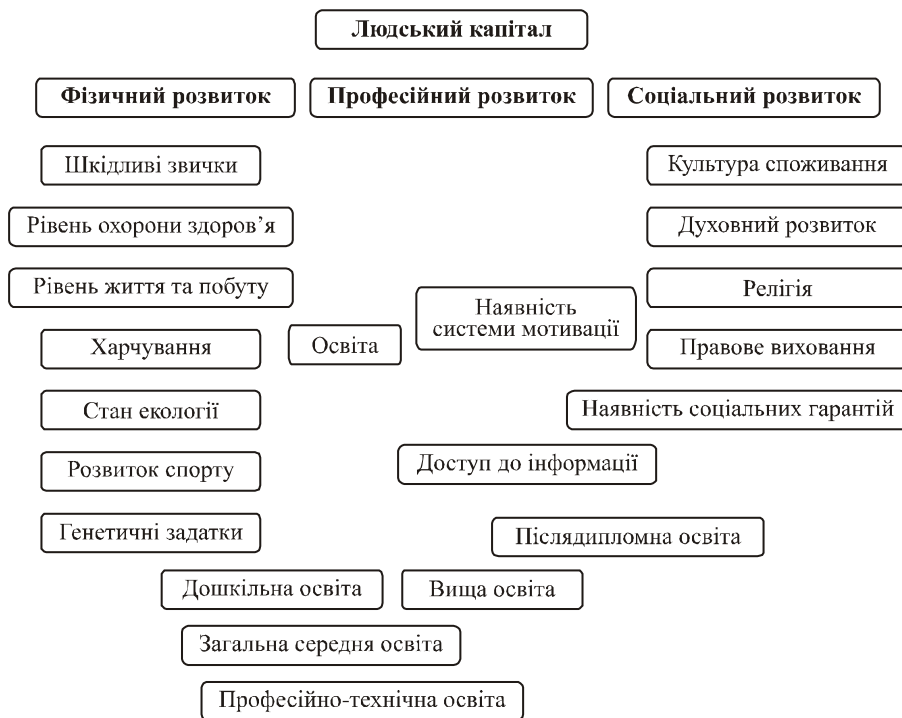 Людський капітал
Фізичний розвиток
Професійний розвиток
Соціальний розвиток
Шкідливі звички
Культура споживання
Рівень охорони здоров’я
Духовний розвиток
Рівень життя та побуту
Релігія
Наявність
системи мотивації
Харчування
Освіта
Правове виховання
Стан екології
Наявність соціальних гарантій
Розвиток спорту
Доступ до інформації
Генетичні задатки
Післядипломна освіта
Дошкільна освіта
Вища освіта
Загальна середня освіта
Професійно-технічна освіта